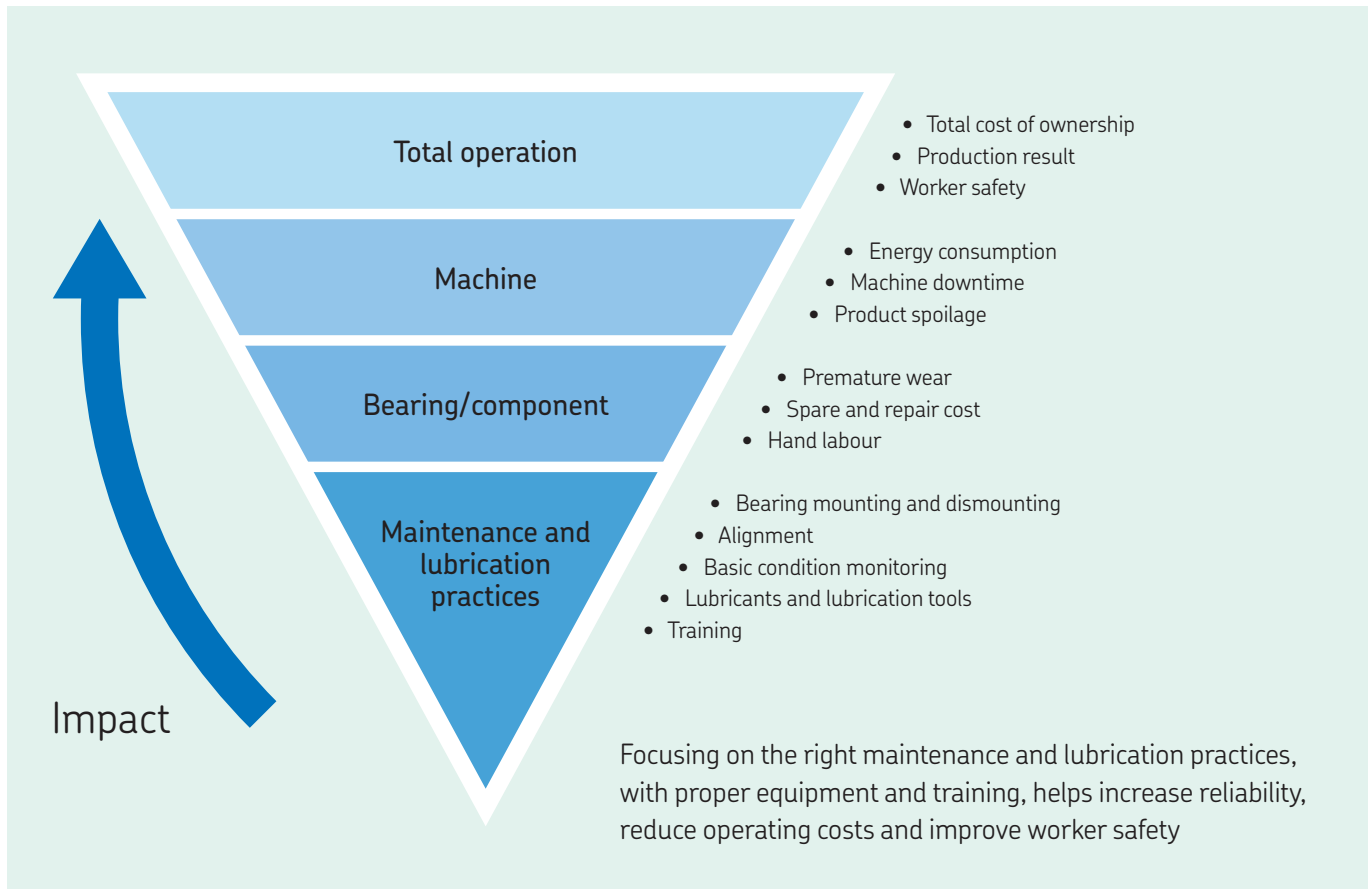 Total operation
• Total cost of ownership
• Production result
• Worker safety
Machine
• Energy consumption
• Machine downtime
• Product spoilage
Bearing/component
• Premature wear
• Spare and repair cost
• Hand labour
Maintenance and
lubrication
practices
• Bearing mounting and dismounting
• Alignment
• Basic condition monitoring
• Lubricants and lubrication tools
• Training
Impact
Focusing on the right maintenance and lubrication practices,
with proper equipment and training, helps increase reliability,
reduce operating costs and improve worker safety